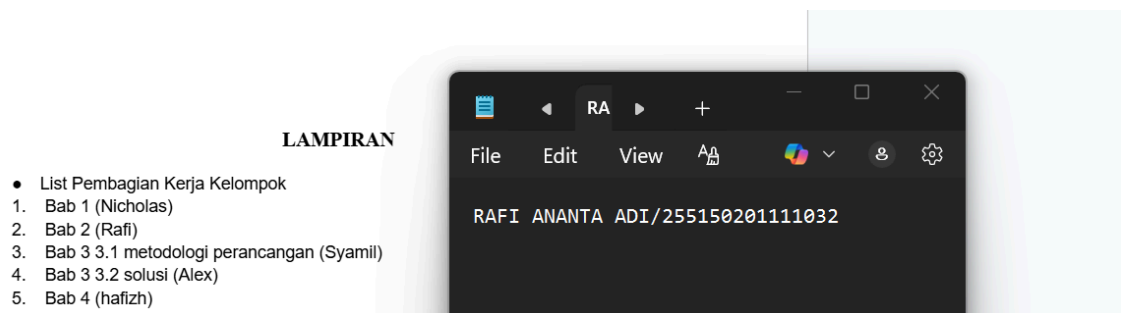 LAMPIRAN
● List Pembagian Kerja Kelompok
1. Bab 1 (Nicholas)
2. Bab 2 (Rafi)
3. Bab 3 3.1 metodologi perancangan (Syamil)
4. Bab 3 3.2 solusi (Alex)
5. Bab 4 (hafizh)
RA
File Edit View
RAFI ANANTA ADI/255150201111032